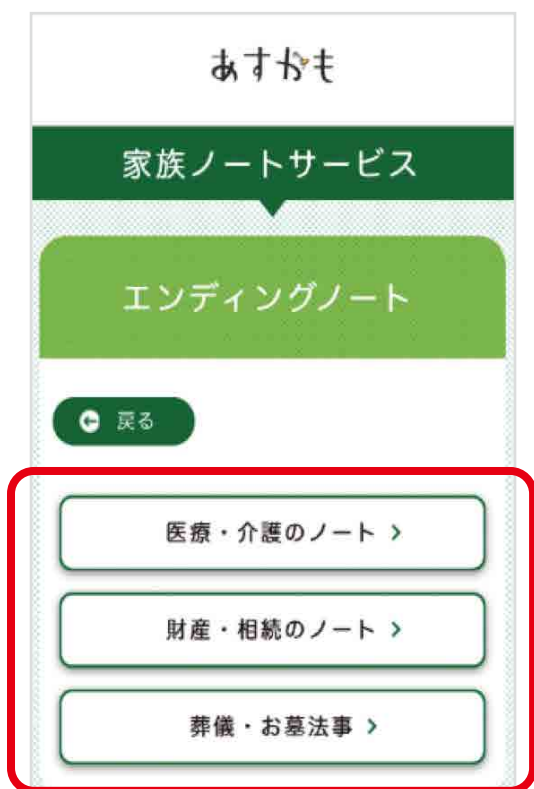 あすかも
家族ノートサービス
エンディングノート
戻る
医療・介護のノート
財産・相続のノート
葬儀・お墓法事